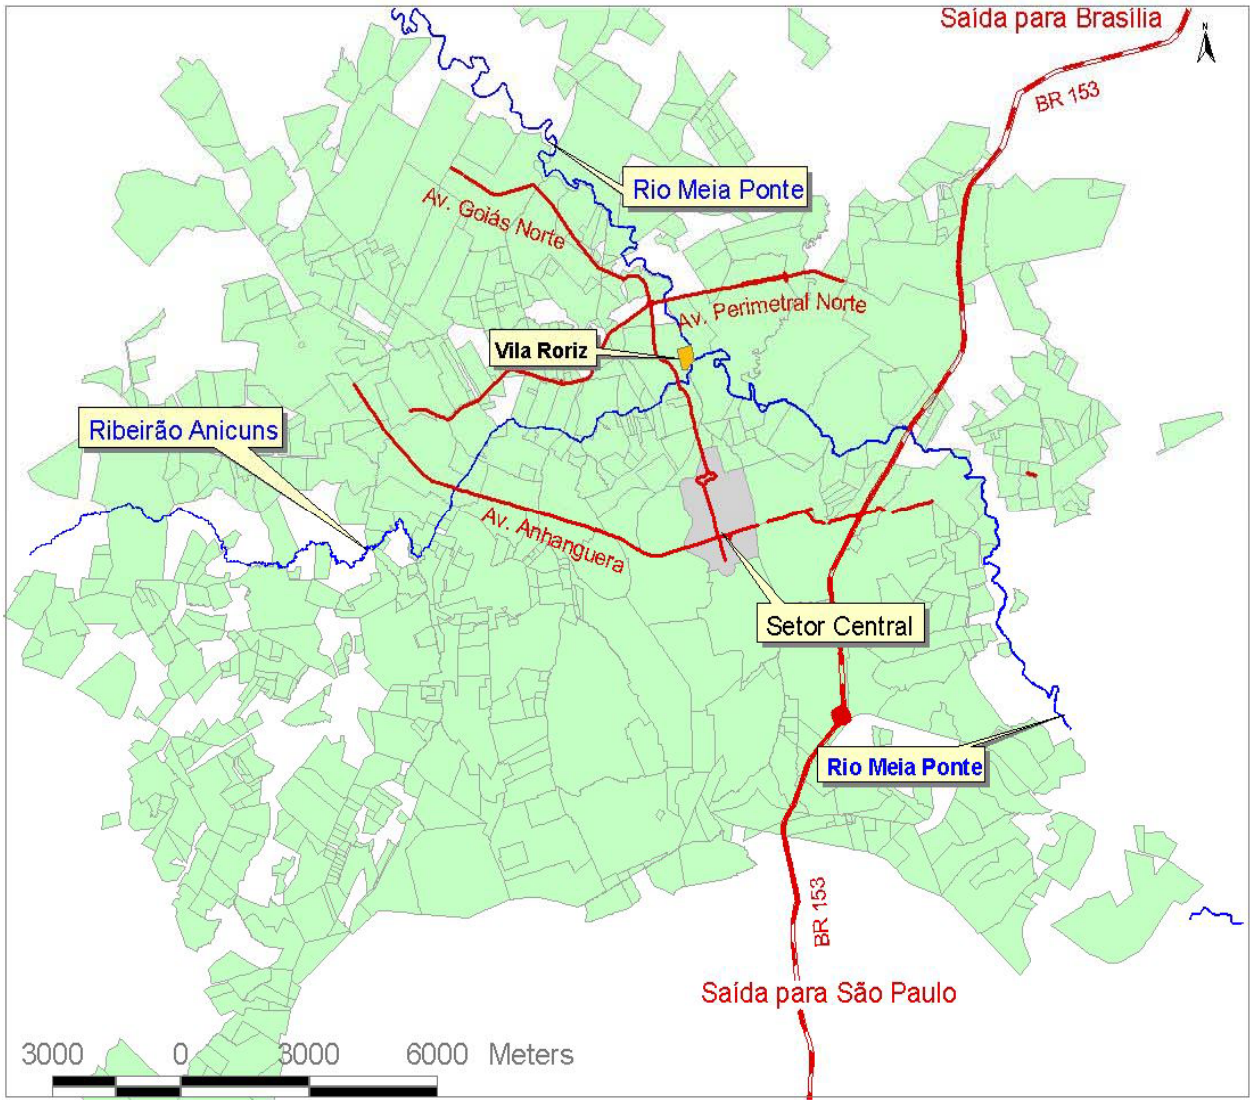 Saída para Brasília
N
BR 153
Rio Meia Ponte
Av. Goiás Norte
Av. Perimetral Norte
Vila Roriz
Ribeirão Anicuns
Av. Anhanguera
Setor Central
Rio Meia Ponte
BR 153
Saída para São Paulo
3000 0 3000 6000 Meters